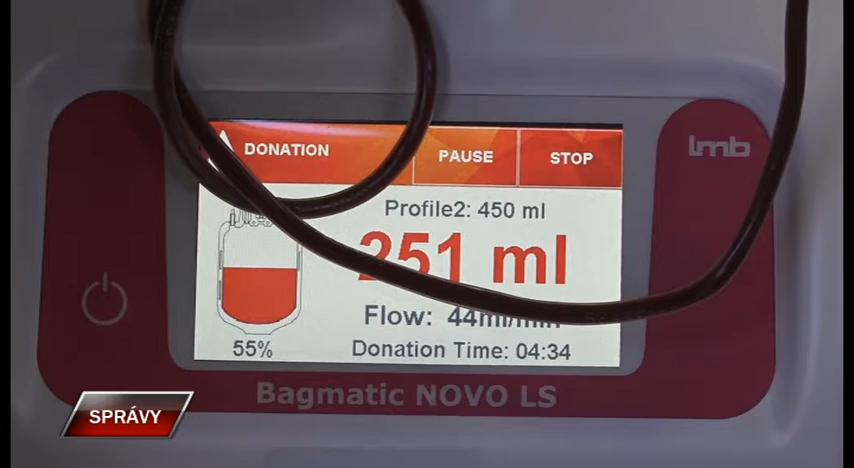 DONATION
PAUSE
STOP
lmb
Profile2: 450 ml
251 ml
Flow: 44ml/min
55%
Donation Time: 04:34
Bagmatic NOVO LS
SPRÁVY